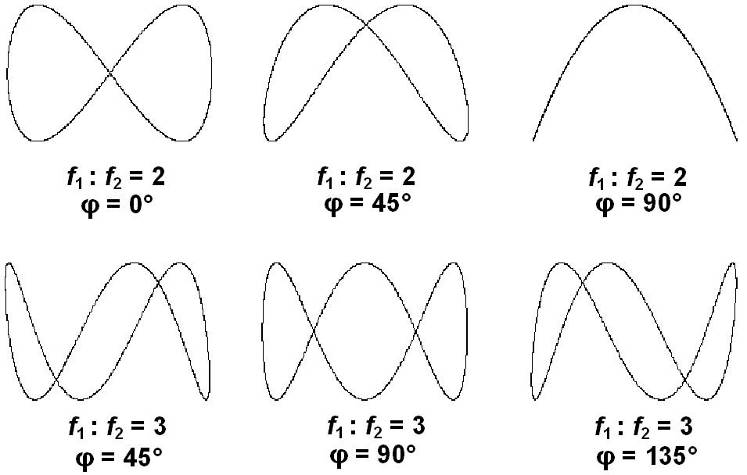 f₁ : f₂ = 2
φ = 0°
f₁ : f₂ = 2
φ = 45°
f₁ : f₂ = 2
φ = 90°
f₁ : f₂ = 3
φ = 45°
f₁ : f₂ = 3
φ = 90°
f₁ : f₂ = 3
φ = 135°